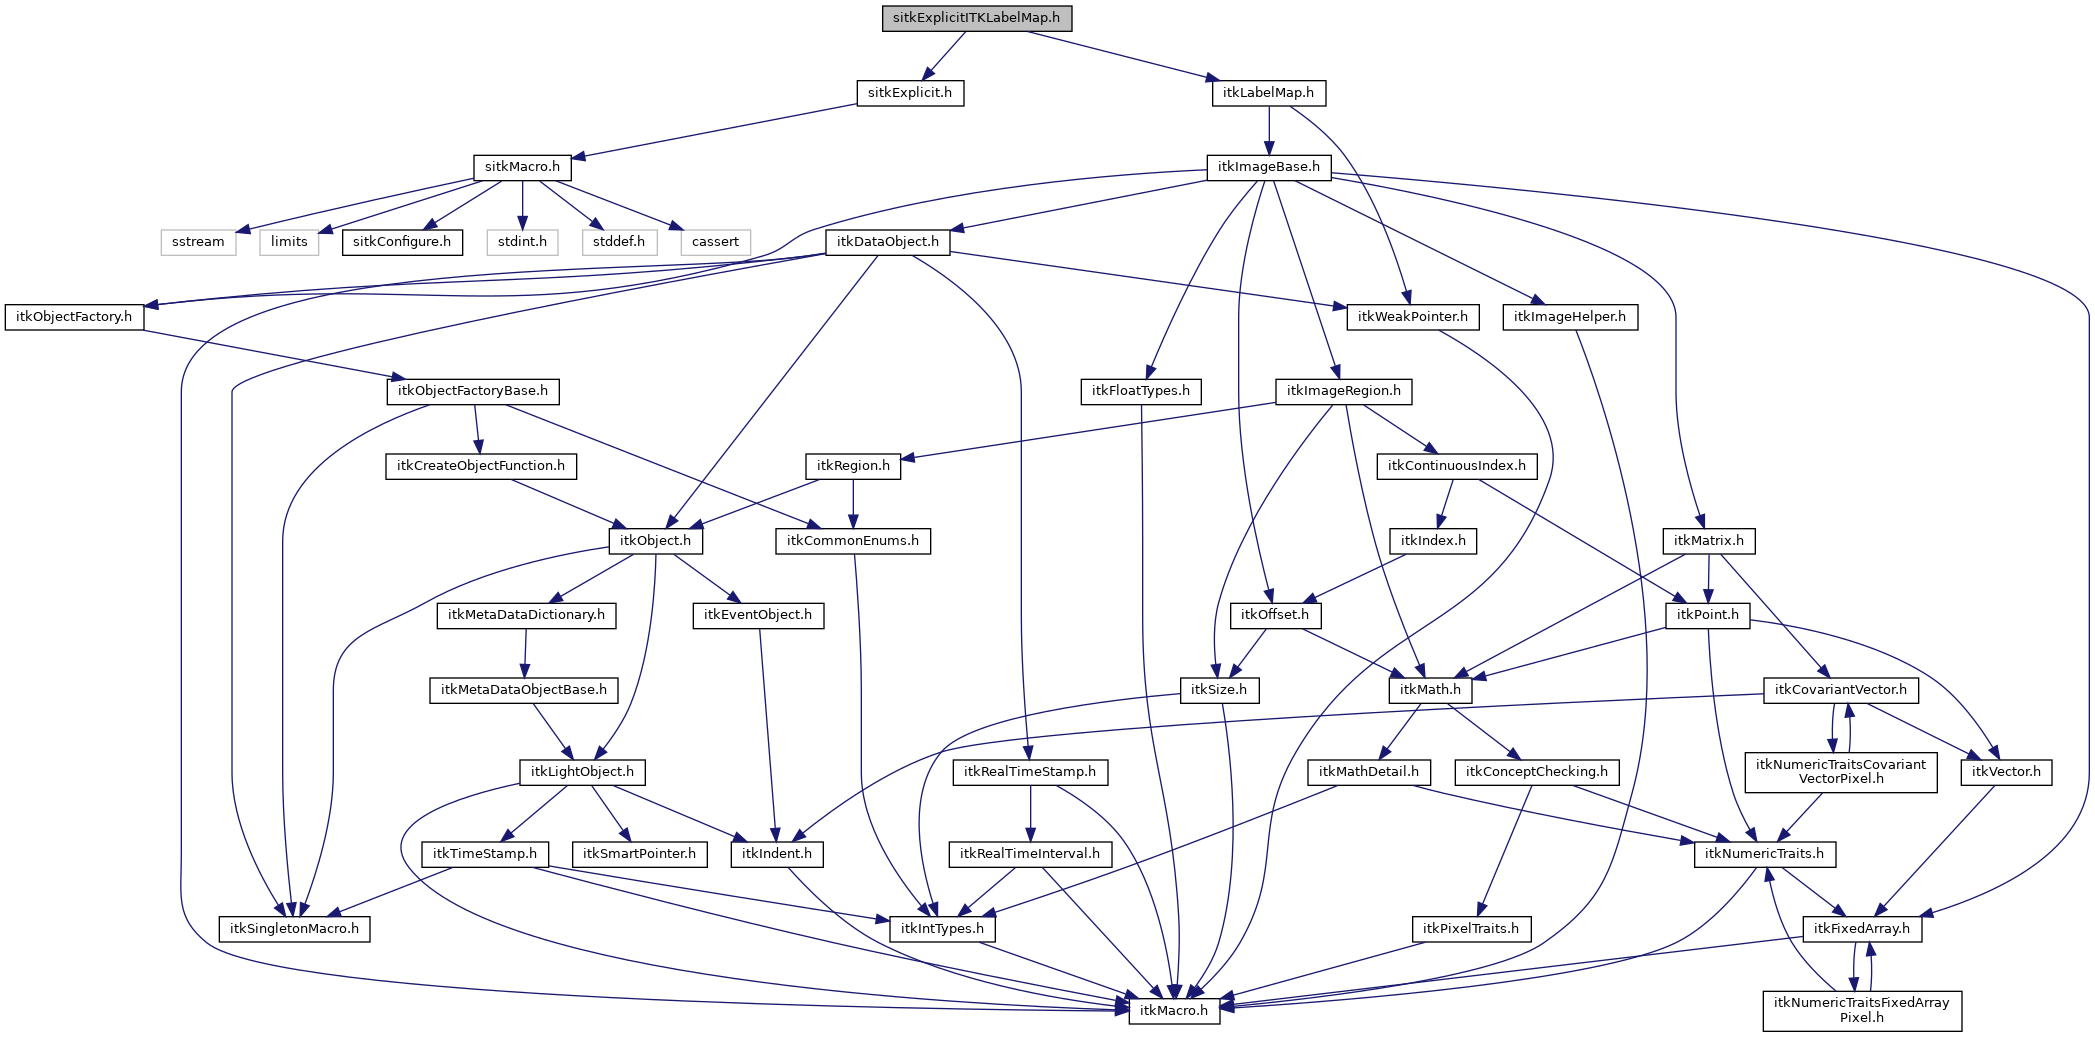 sitkExplicitITKLabelMap.h
sitkExplicit.h
itkLabelMap.h
sitkMacro.h
itkImageBase.h
sstream
limits
sitkConfigure.h
stdint.h
stddef.h
cassert
itkDataObject.h
itkObjectFactory.h
itkWeakPointer.h
itkImageHelper.h
itkObjectFactoryBase.h
itkFloatTypes.h
itkImageRegion.h
itkCreateObjectFunction.h
itkRegion.h
itkContinuousIndex.h
itkObject.h
itkCommonEnums.h
itkIndex.h
itkMatrix.h
itkMetaDataDictionary.h
itkEventObject.h
itkOffset.h
itkPoint.h
itkMetaDataObjectBase.h
itkSize.h
itkMath.h
itkCovariantVector.h
itkLightObject.h
itkRealTimeStamp.h
itkMathDetail.h
itkConceptChecking.h
itkNumericTraitsCovariant
VectorPixel.h
itkVector.h
itkTimeStamp.h
itkSmartPointer.h
itkIndent.h
itkRealTimeInterval.h
itkNumericTraits.h
itkSingletonMacro.h
itkIntTypes.h
itkPixelTraits.h
itkFixedArray.h
itkMacro.h
itkNumericTraitsFixedArray
Pixel.h